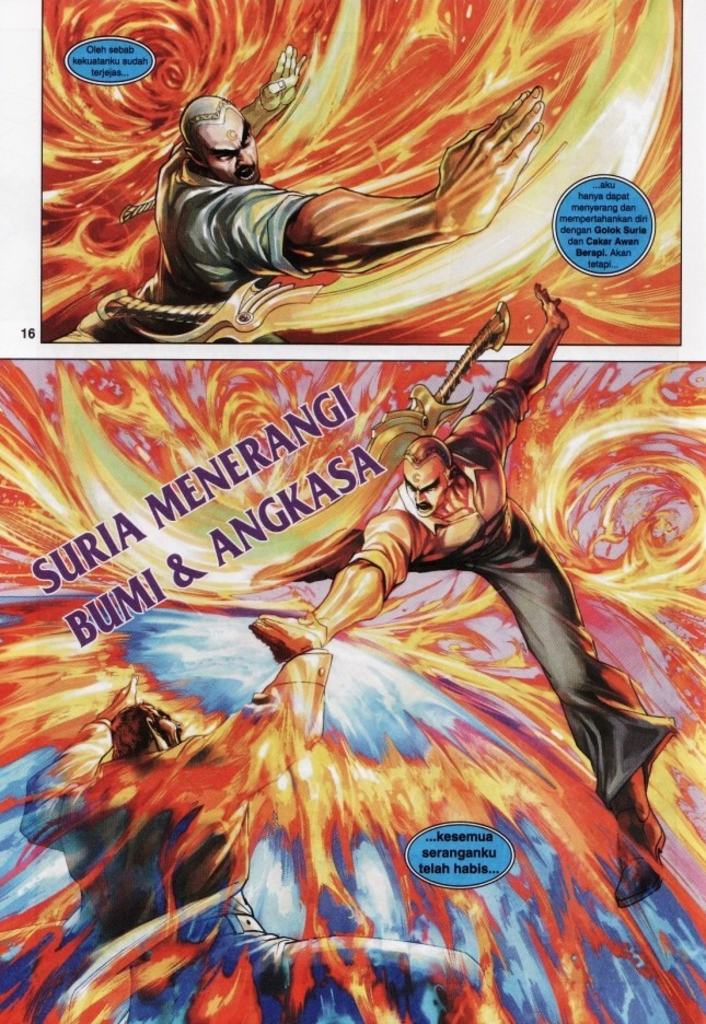 Oleh sebab
kekuatanku sudah
terjejas...
...aku
hanya dapat
menyerang dan
mempertahankan diri
dengan Golok Suria
dan Cakar Awan
Berapi. Akan
tetapi...
16
SURIA MENERANGI
BUMI & ANGKASA
...kesemua
seranganku
telah habis...